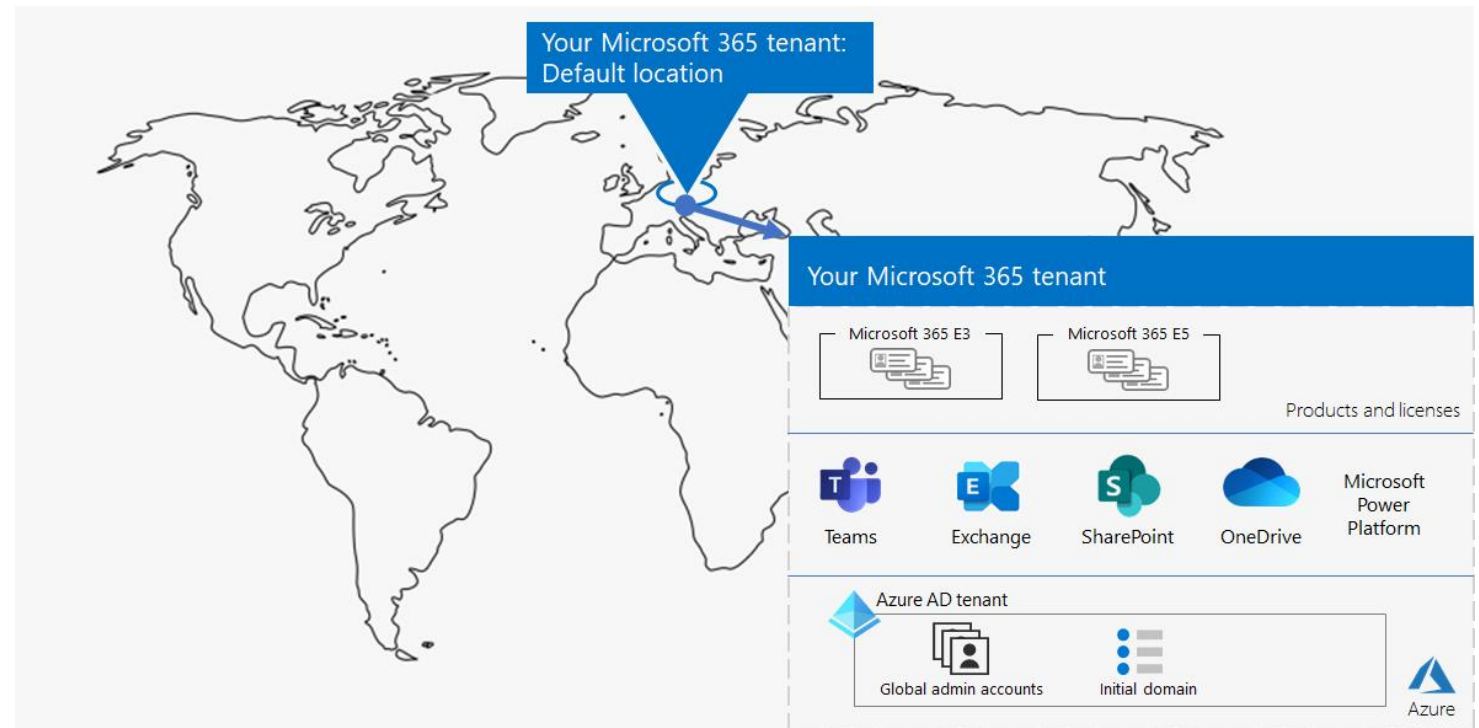 Your Microsoft 365 tenant:
Default location
Your Microsoft 365 tenant
Microsoft 365 E3
Microsoft 365 E5
Products and licenses
T
E
S
Teams
Exchange
SharePoint
OneDrive
Microsoft
Power
Platform
Azure AD tenant
Global admin accounts
Initial domain
Azure